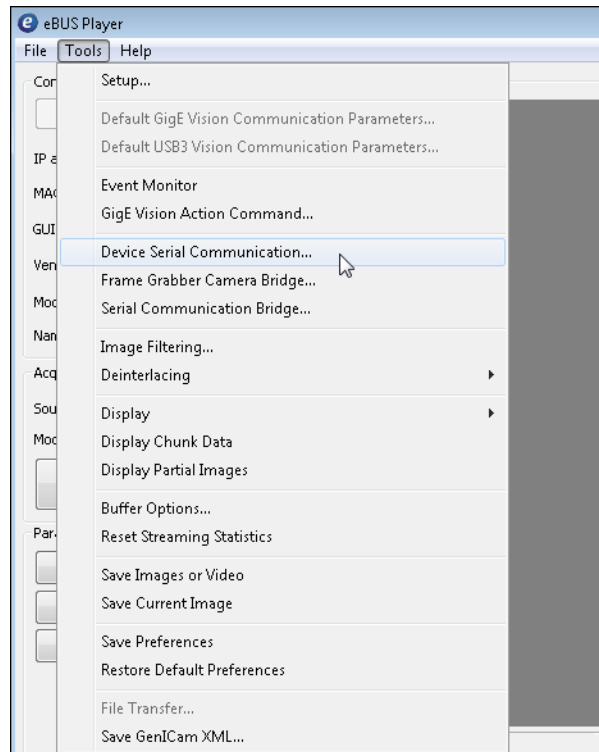 eBUS Player
File Tools Help
Setup...
Default GigE Vision Communication Parameters...
Default USB3 Vision Communication Parameters...
Event Monitor
GigE Vision Action Command...
Device Serial Communication...
Frame Grabber Camera Bridge...
Serial Communication Bridge...
Image Filtering...
Deinterlacing
Display
Display Chunk Data
Display Partial Images
Buffer Options...
Reset Streaming Statistics
Save Images or Video
Save Current Image
Save Preferences
Restore Default Preferences
File Transfer...
Save GenICam XML...